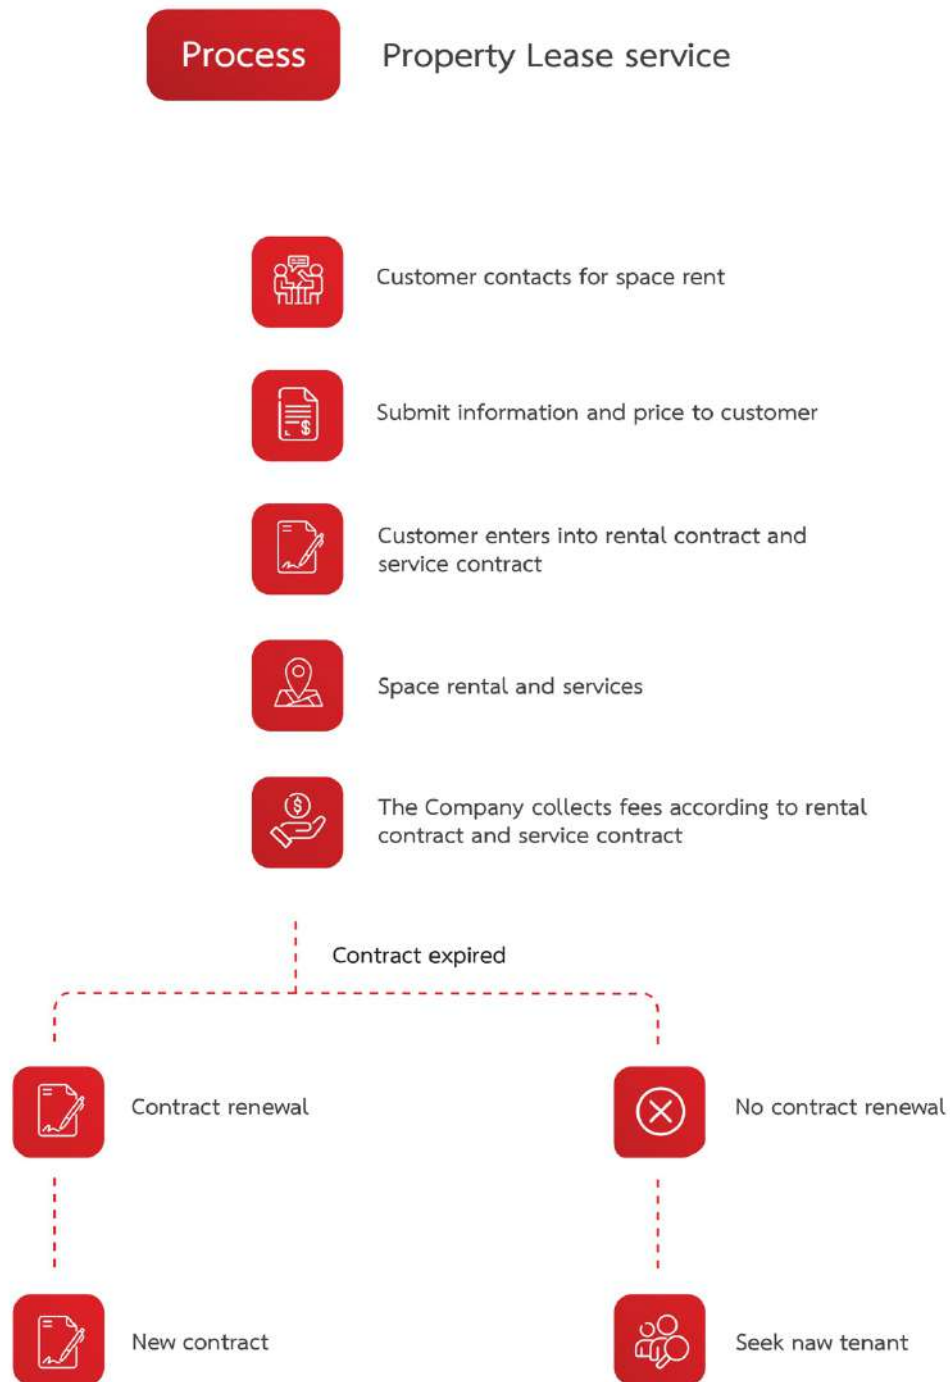 Process
Property Lease service
Customer contacts for space rent
Submit information and price to customer
Customer enters into rental contract and
service contract
Space rental and services
The Company collects fees according to rental
contract and service contract
Contract expired
Contract renewal
No contract renewal
New contract
Seek naw tenant